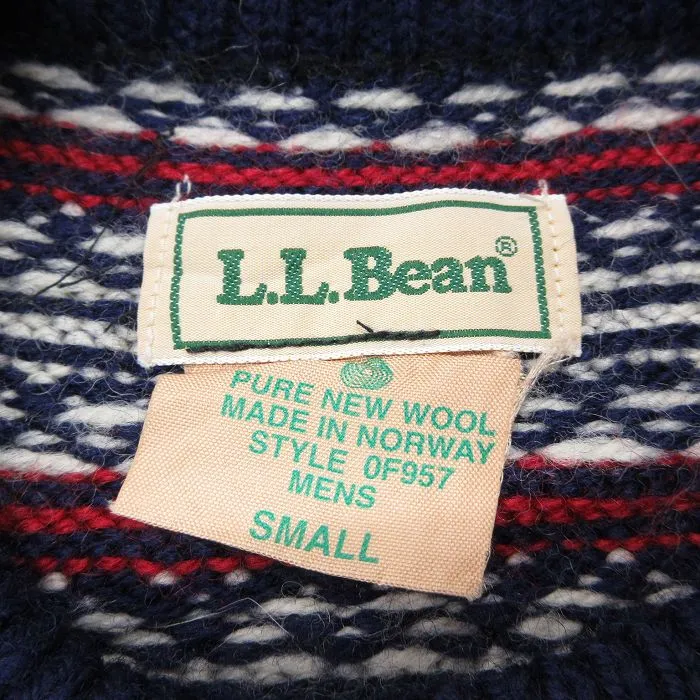 L.L.Bean®
PURE NEW WOOL
MADE IN NORWAY
STYLE 0F957
MENS
SMALL